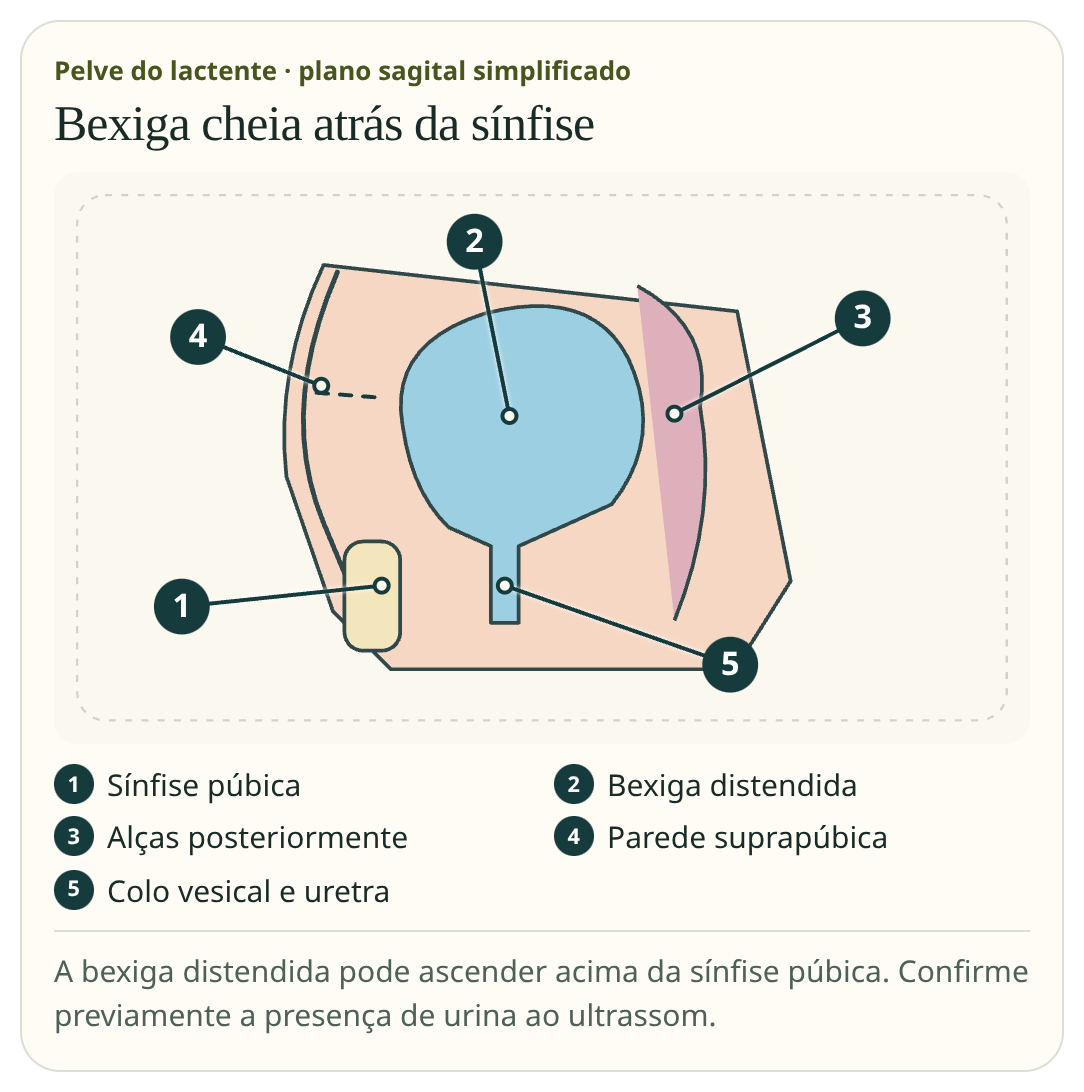 Pelve do lactente · plano sagital simplificado
Bexiga cheia atrás da sínfise
2
4
3
1
5
1 Sínfise púbica
2 Bexiga distendida
3 Alças posteriormente
4 Parede suprapúbica
5 Colo vesical e uretra
A bexiga distendida pode ascender acima da sínfise púbica. Confirme
previamente a presença de urina ao ultrassom.